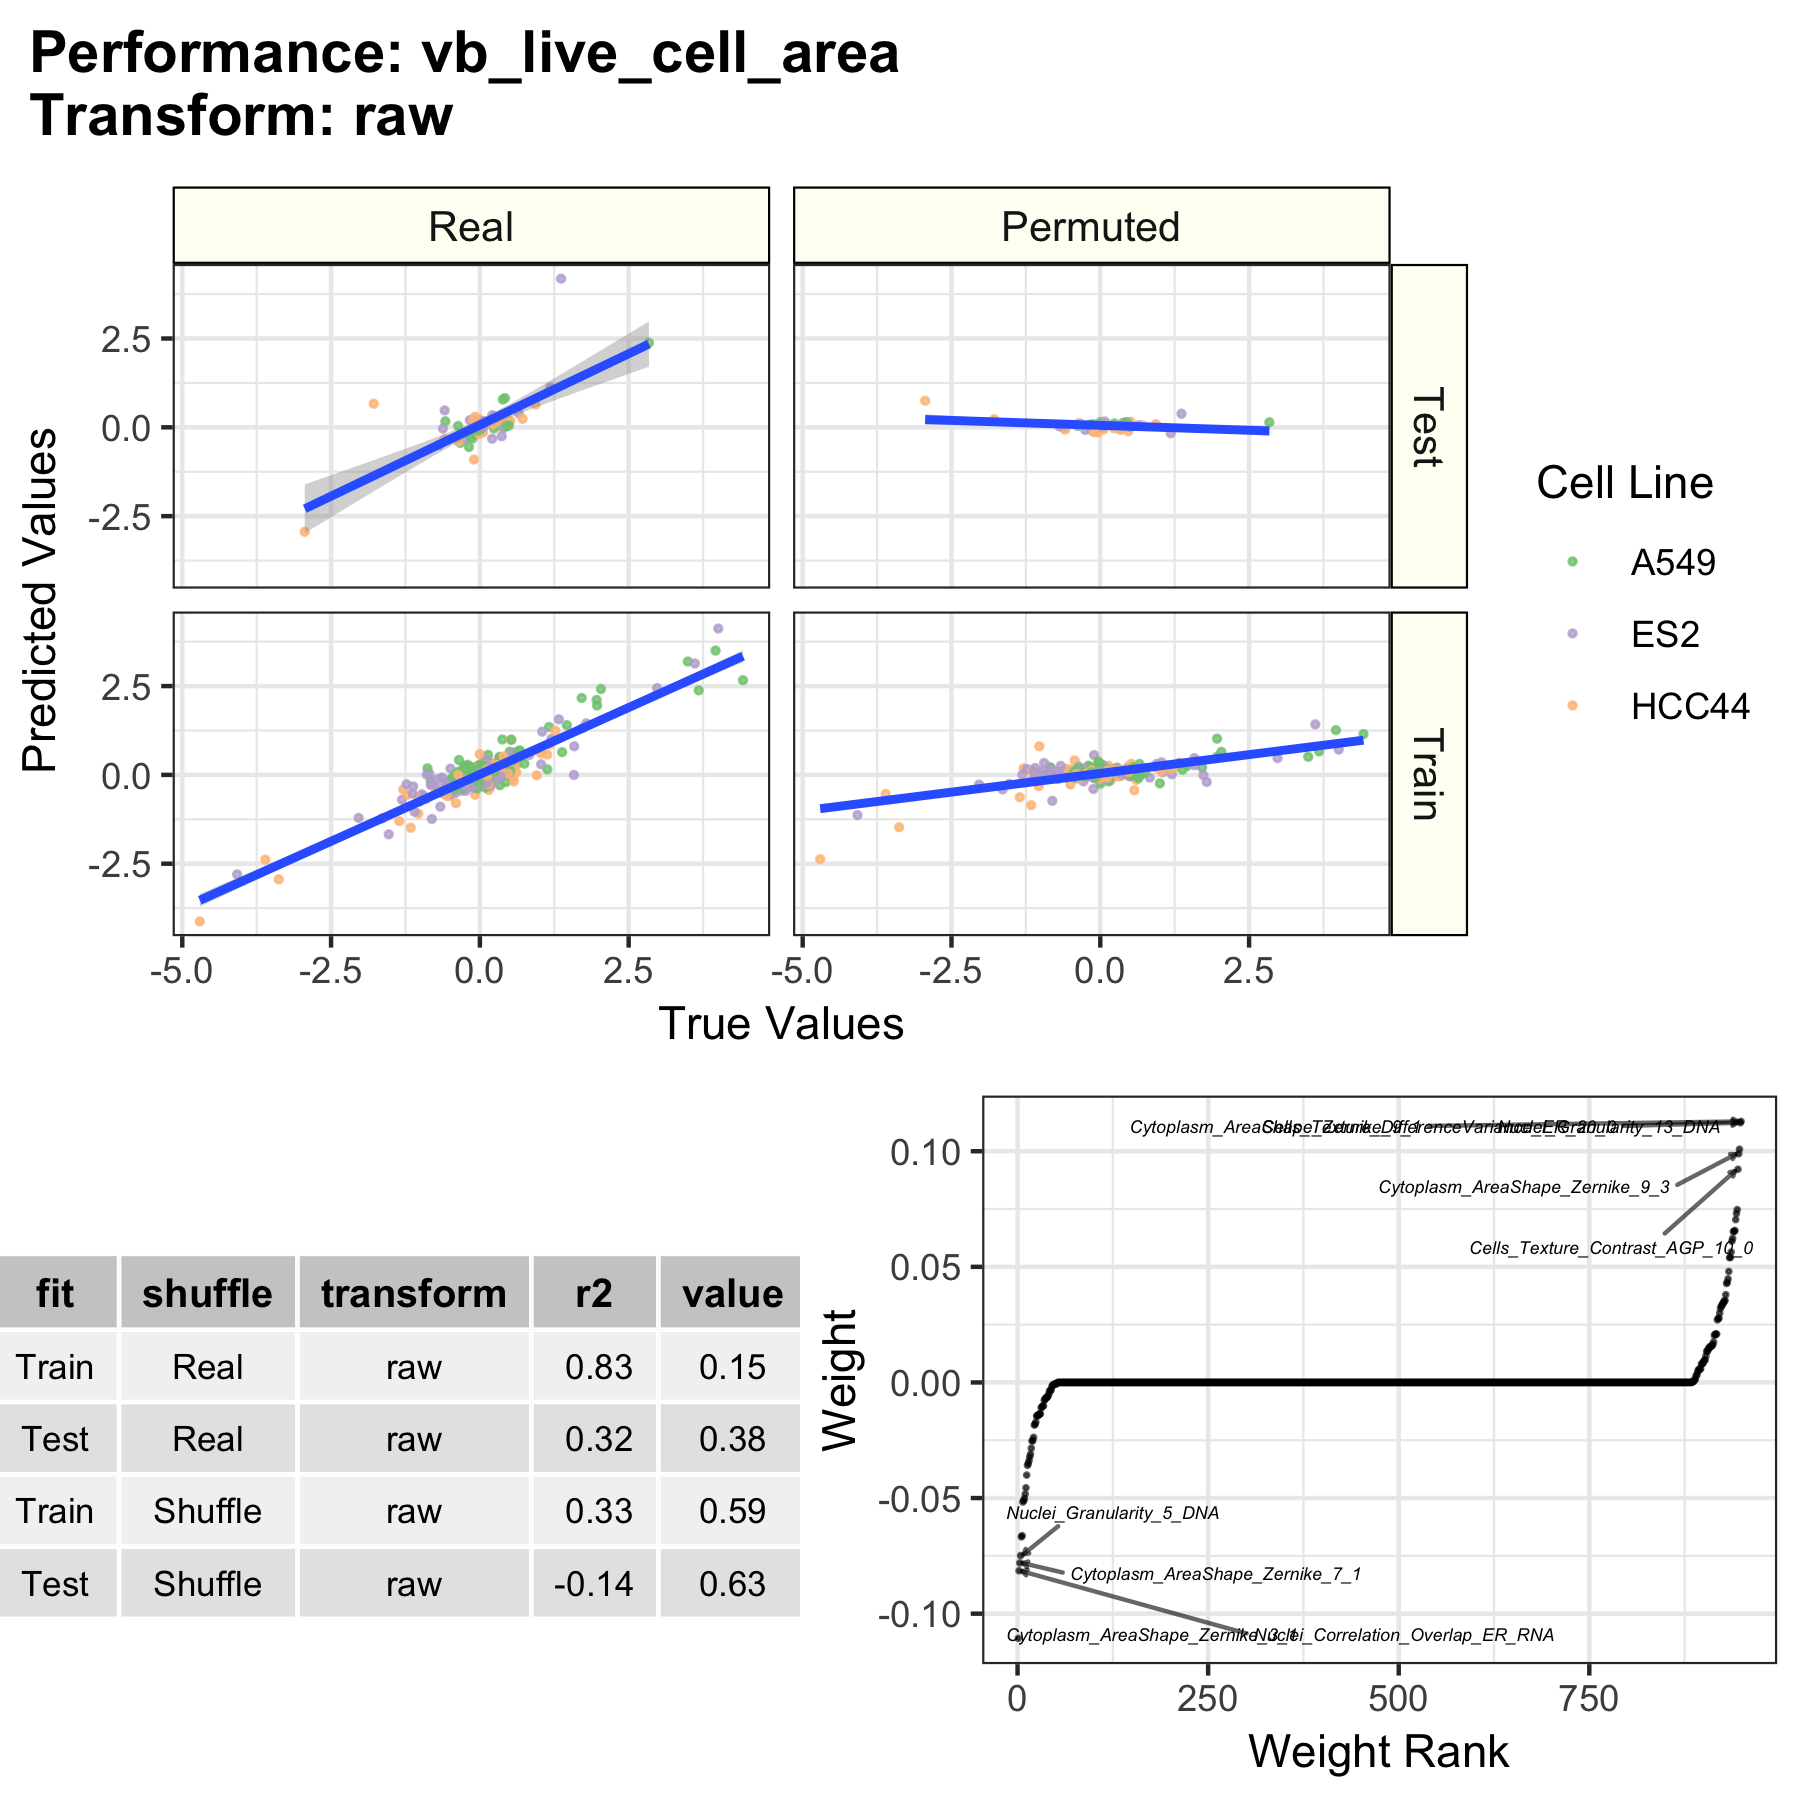 Performance: vb_live_cell_area
Transform: raw
Real
Permuted
2.5
0.0
-2.5
Test
2.5
0.0
-2.5
Train
Predicted Values
-5.0 -2.5 0.0 2.5
-5.0 -2.5 0.0 2.5
True Values
Cell Line
A549
ES2
HCC44
fit shuffle transform r2 value
Train Real raw 0.83 0.15
Test Real raw 0.32 0.38
Train Shuffle raw 0.33 0.59
Test Shuffle raw -0.14 0.63
Weight
0.10
0.05
0.00
-0.05
-0.10
Cytoplasm_AreaShape_Zernike_9_1
Nuclei_Granularity_13_DNA
Cytoplasm_AreaShape_Zernike_9_3
Cells_Texture_Contrast_AGP_10_0
Nuclei_Granularity_5_DNA
Cytoplasm_AreaShape_Zernike_7_1
Nuclei_Correlation_Overlap_ER_RNA
0 250 500 750
Weight Rank